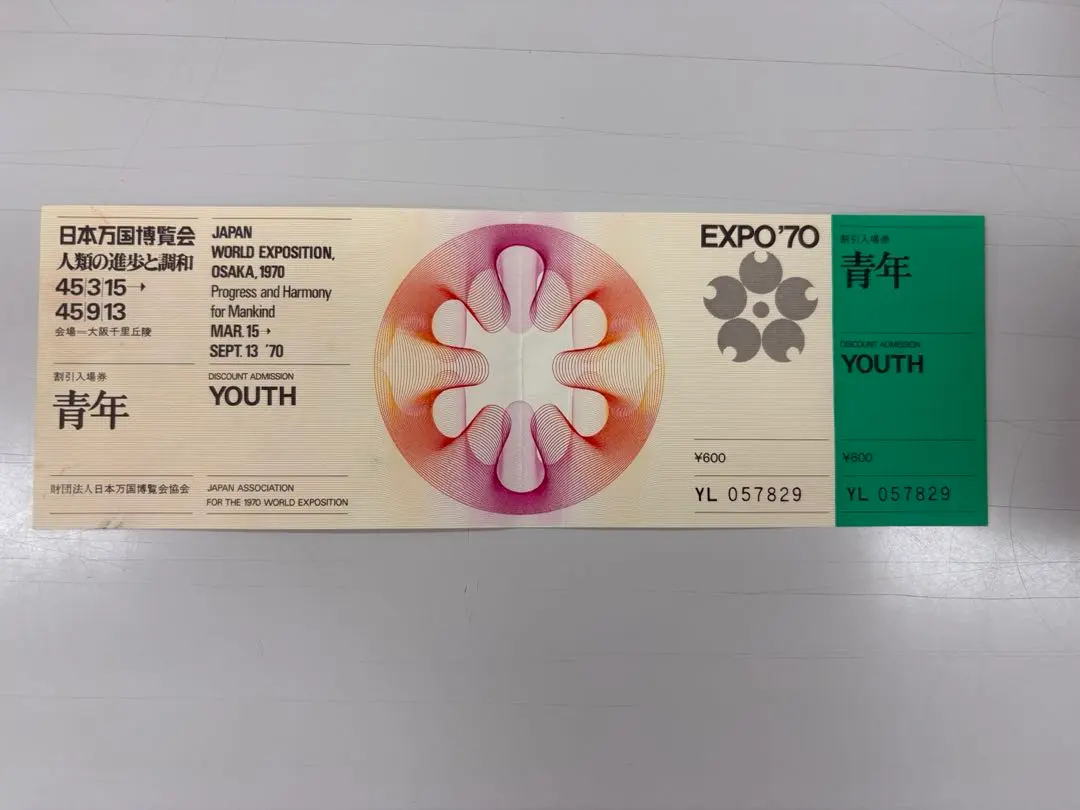 日本万国博覧会
人類の進歩と調和
45|3|15→
45|9|13
会場―大阪千里丘陵
割引入場券
青年
財団法人日本万国博覧会協会
JAPAN
WORLD EXPOSITION,
OSAKA, 1970
Progress and Harmony
for Mankind
MAR. 15→
SEPT. 13 '70
DISCOUNT ADMISSION
YOUTH
JAPAN ASSOCIATION
FOR THE 1970 WORLD EXPOSITION
EXPO'70
¥600
YL 057829
割引入場券
青年
DISCOUNT ADMISSION
YOUTH
¥600
YL 057829